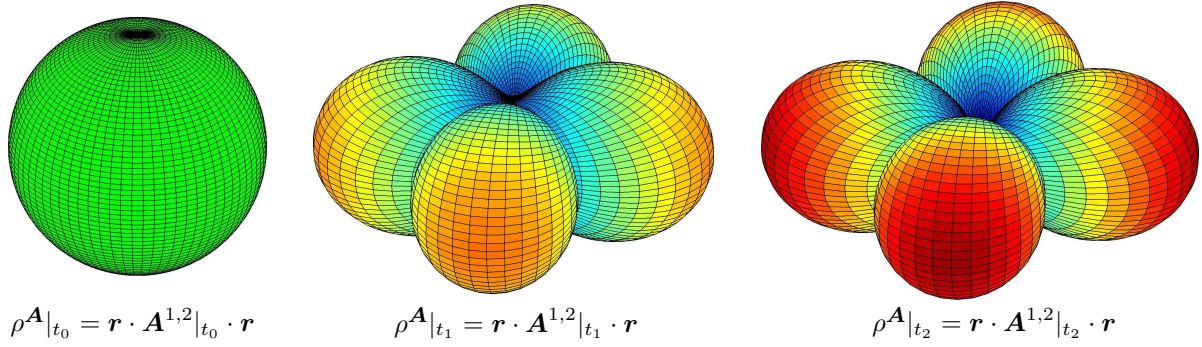 ρ^𝑨|_{t_0} = 𝒓 · 𝑨^{1,2}|_{t_0} · 𝒓
ρ^𝑨|_{t_1} = 𝒓 · 𝑨^{1,2}|_{t_1} · 𝒓
ρ^𝑨|_{t_2} = 𝒓 · 𝑨^{1,2}|_{t_2} · 𝒓